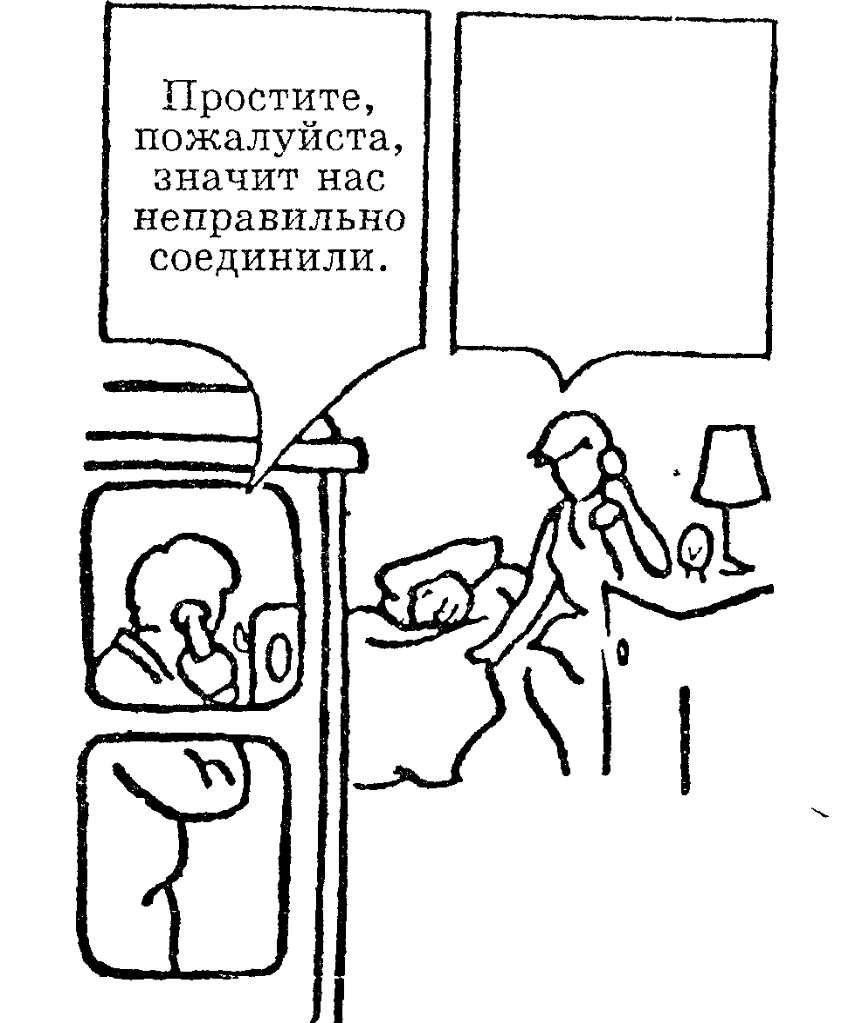 Простите,
пожалуйста,
значит нас
неправильно
соединили.